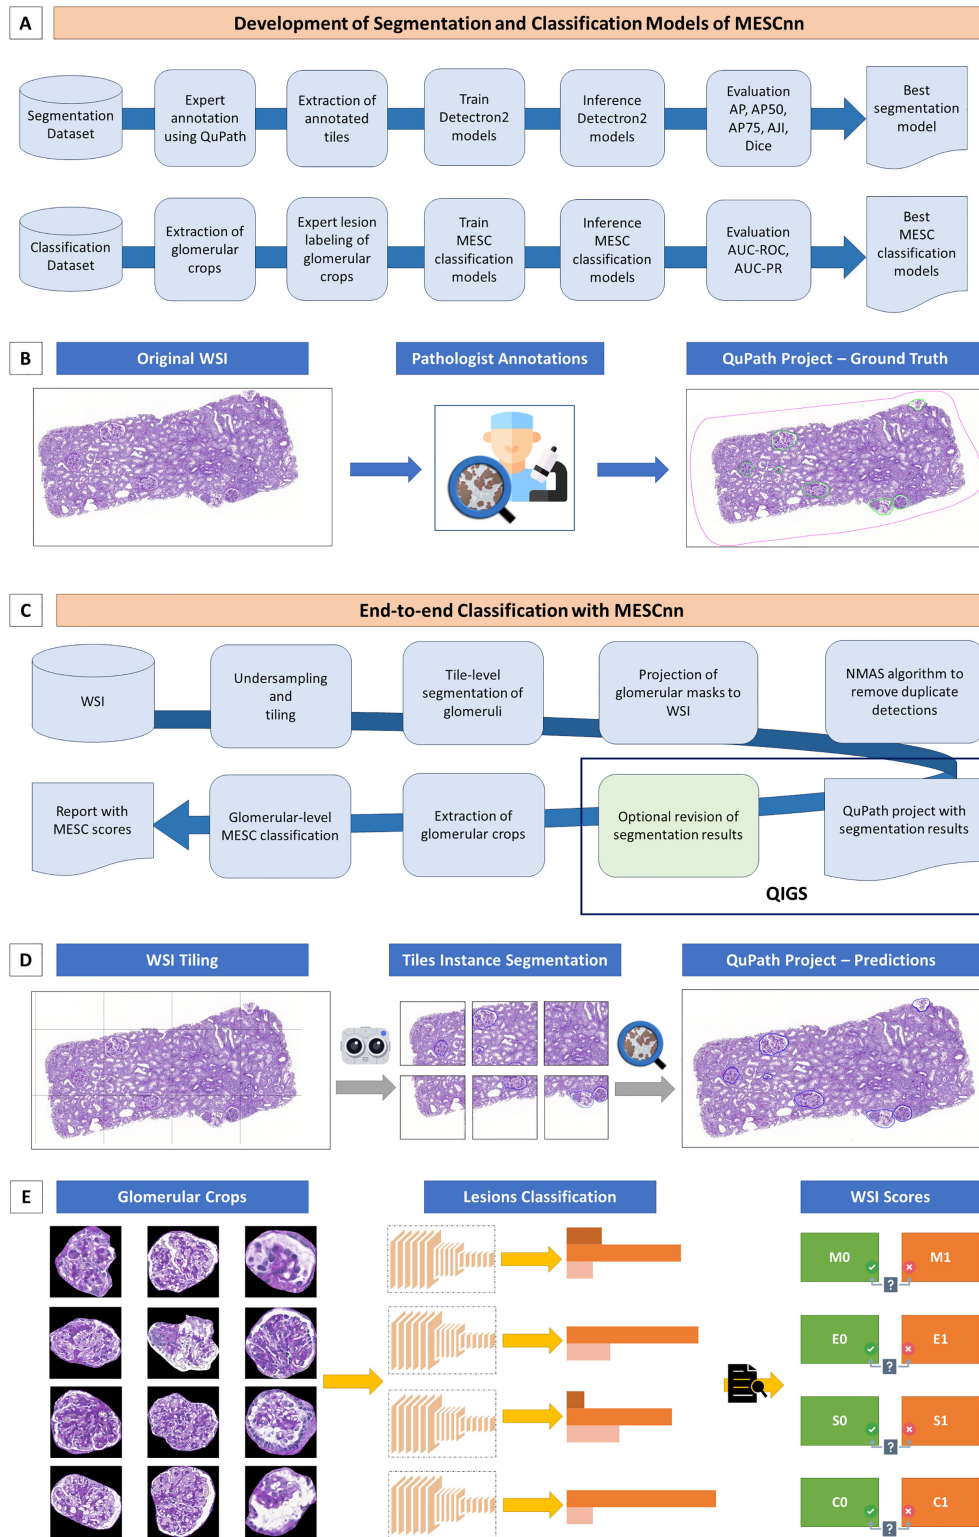 A
Development of Segmentation and Classification Models of MESCnn
Segmentation
Dataset
Expert
annotation
using QuPath
Extraction of
annotated
tiles
Train
Detectron2
models
Inference
Detectron2
models
Evaluation
AP, AP50,
AP75, AJI,
Dice
Best
segmentation
model
Classification
Dataset
Extraction of
glomerular
crops
Expert lesion
labeling of
glomerular
crops
Train
MESC
classification
models
Inference
MESC
classification
models
Evaluation
AUC-ROC,
AUC-PR
Best
MESC
classification
models
B
Original WSI
Pathologist Annotations
QuPath Project – Ground Truth
C
End-to-end Classification with MESCnn
WSI
Undersampling
and
tiling
Tile-level
segmentation of
glomeruli
Projection of
glomerular masks to
WSI
NMAS algorithm to
remove duplicate
detections
Report with
MESC scores
Glomerular-level
MESC classification
Extraction of
glomerular crops
Optional revision of
segmentation results
QuPath project with
segmentation results
QIGS
D
WSI Tiling
Tiles Instance Segmentation
QuPath Project – Predictions
E
Glomerular Crops
Lesions Classification
WSI Scores
M0
M1
?
E0
E1
?
S0
S1
?
C0
C1
?